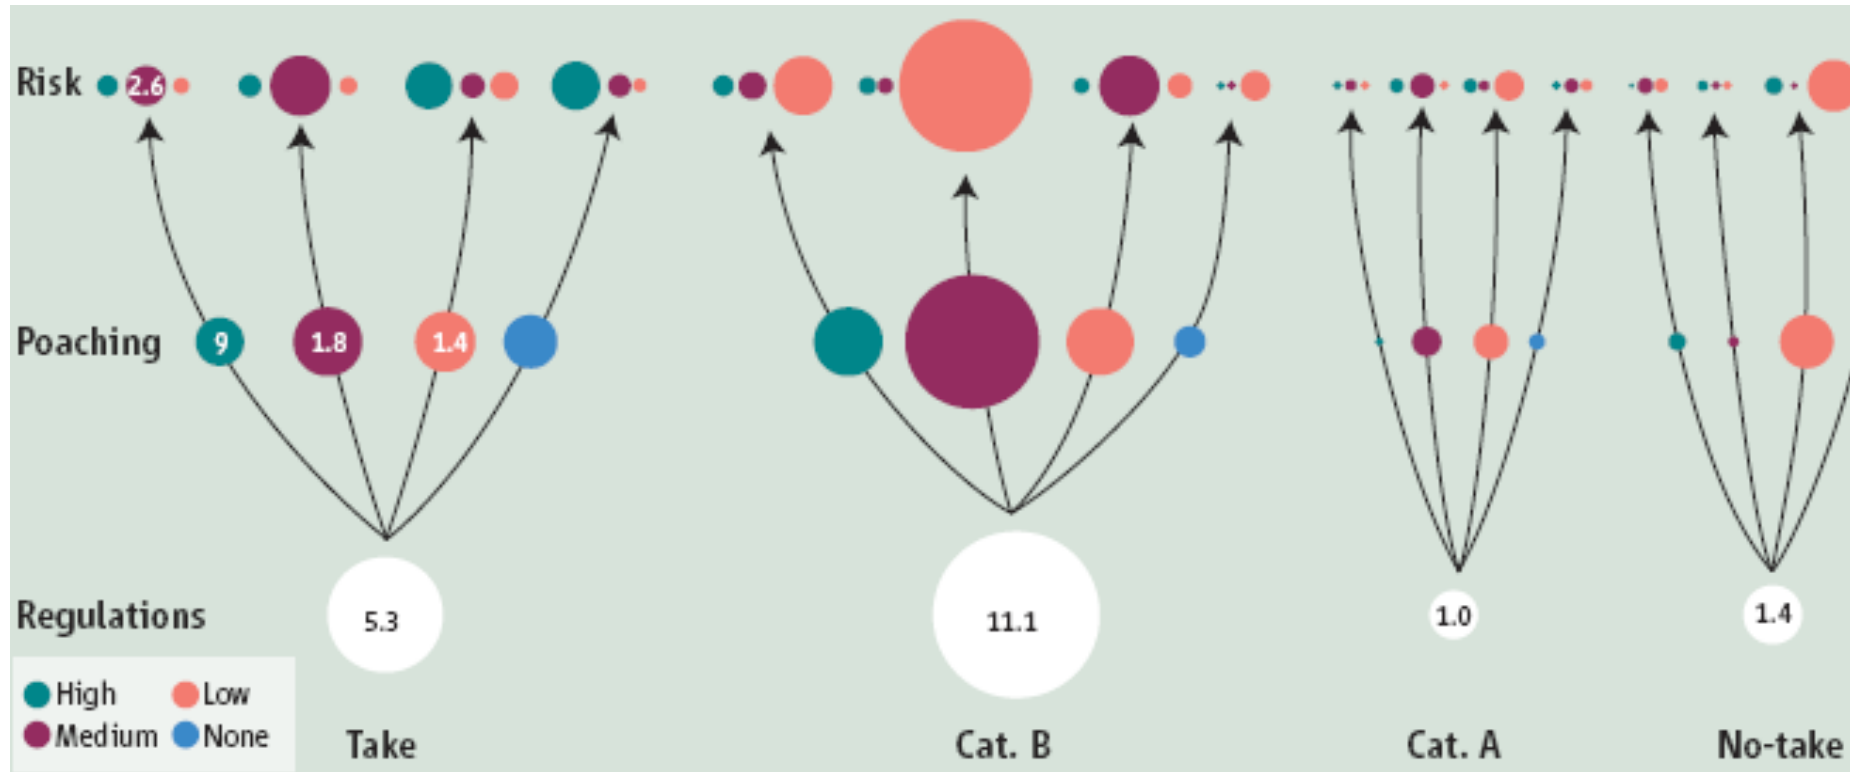 Risk 2.6
Poaching 9 1.8 1.4
Regulations 5.3 11.1 1.0 1.4
High Low
Medium None
Take Cat. B Cat. A No-take